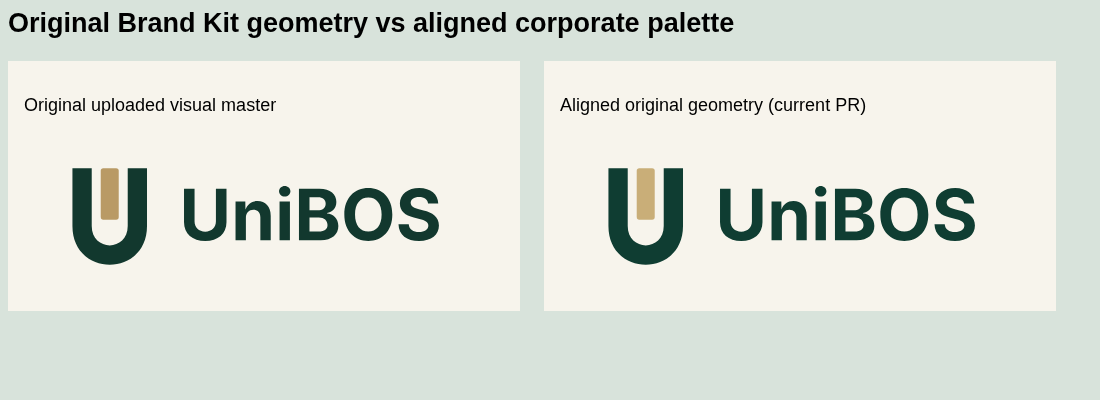 Original Brand Kit geometry vs aligned corporate palette
Original uploaded visual master
UniBOS
Aligned original geometry (current PR)
UniBOS